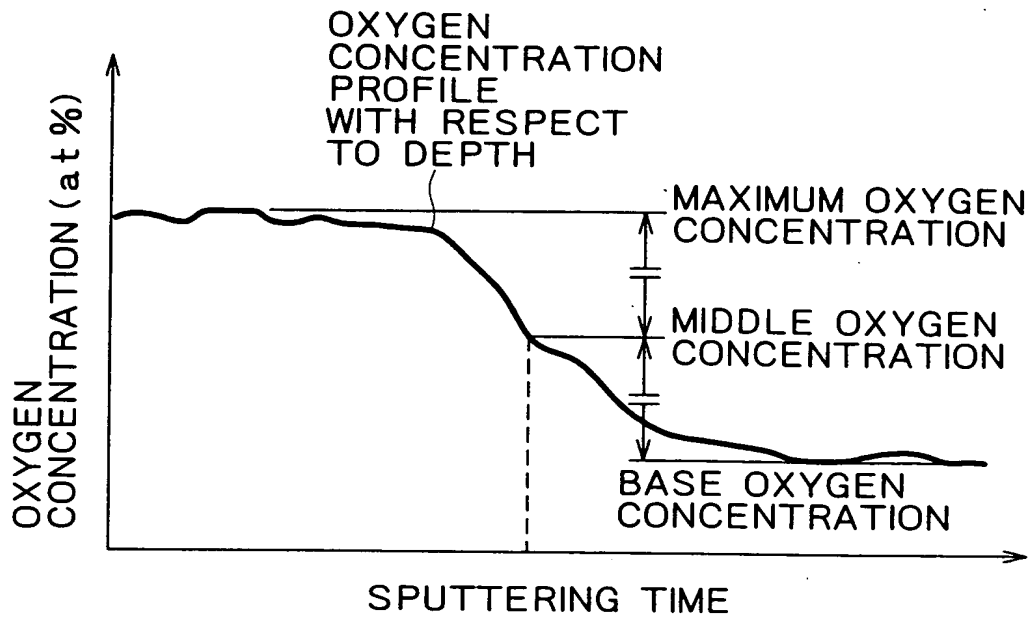 OXYGEN
CONCENTRATION
PROFILE
WITH RESPECT
TO DEPTH
OXYGEN
CONCENTRATION (at %)
MAXIMUM OXYGEN
CONCENTRATION
MIDDLE OXYGEN
CONCENTRATION
BASE OXYGEN
CONCENTRATION
SPUTTERING TIME